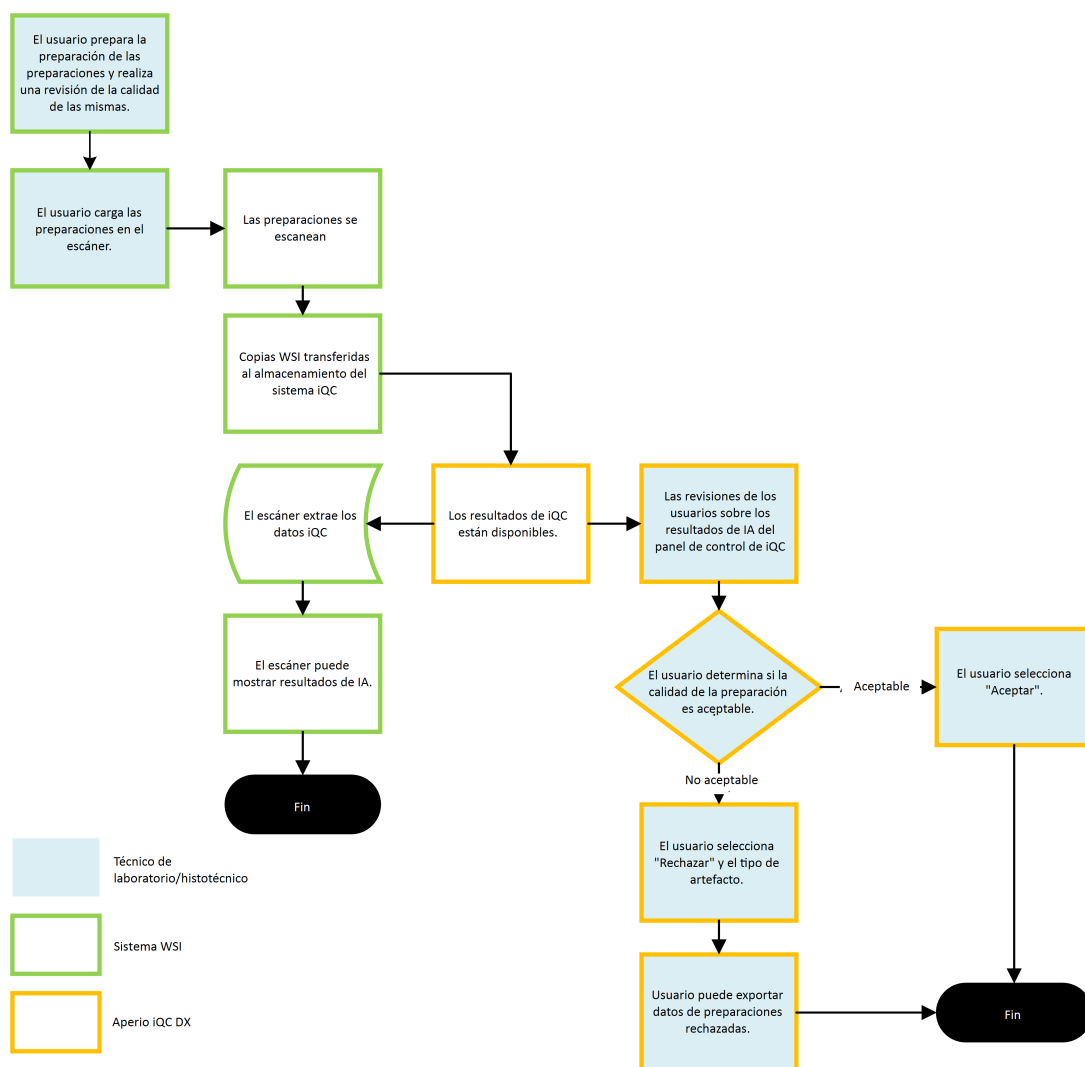 El usuario prepara la
preparación de las
preparaciones y realiza
una revisión de la calidad
de las mismas.
El usuario carga las
preparaciones en el
escáner.
Las preparaciones se
escanean
Copias WSI transferidas
al almacenamiento del
sistema iQC
El escáner extrae los
datos iQC
Los resultados de iQC
están disponibles.
Las revisiones de los
usuarios sobre los
resultados de IA del
panel de control de iQC
El escáner puede
mostrar resultados de IA.
El usuario determina si la
calidad de la preparación
es aceptable.
Aceptable
El usuario selecciona
"Aceptar".
No aceptable
Fin
El usuario selecciona
"Rechazar" y el tipo de
artefacto.
Usuario puede exportar
datos de preparaciones
rechazadas.
Fin
Técnico de
laboratorio/histotécnico
Sistema WSI
Aperio iQC DX